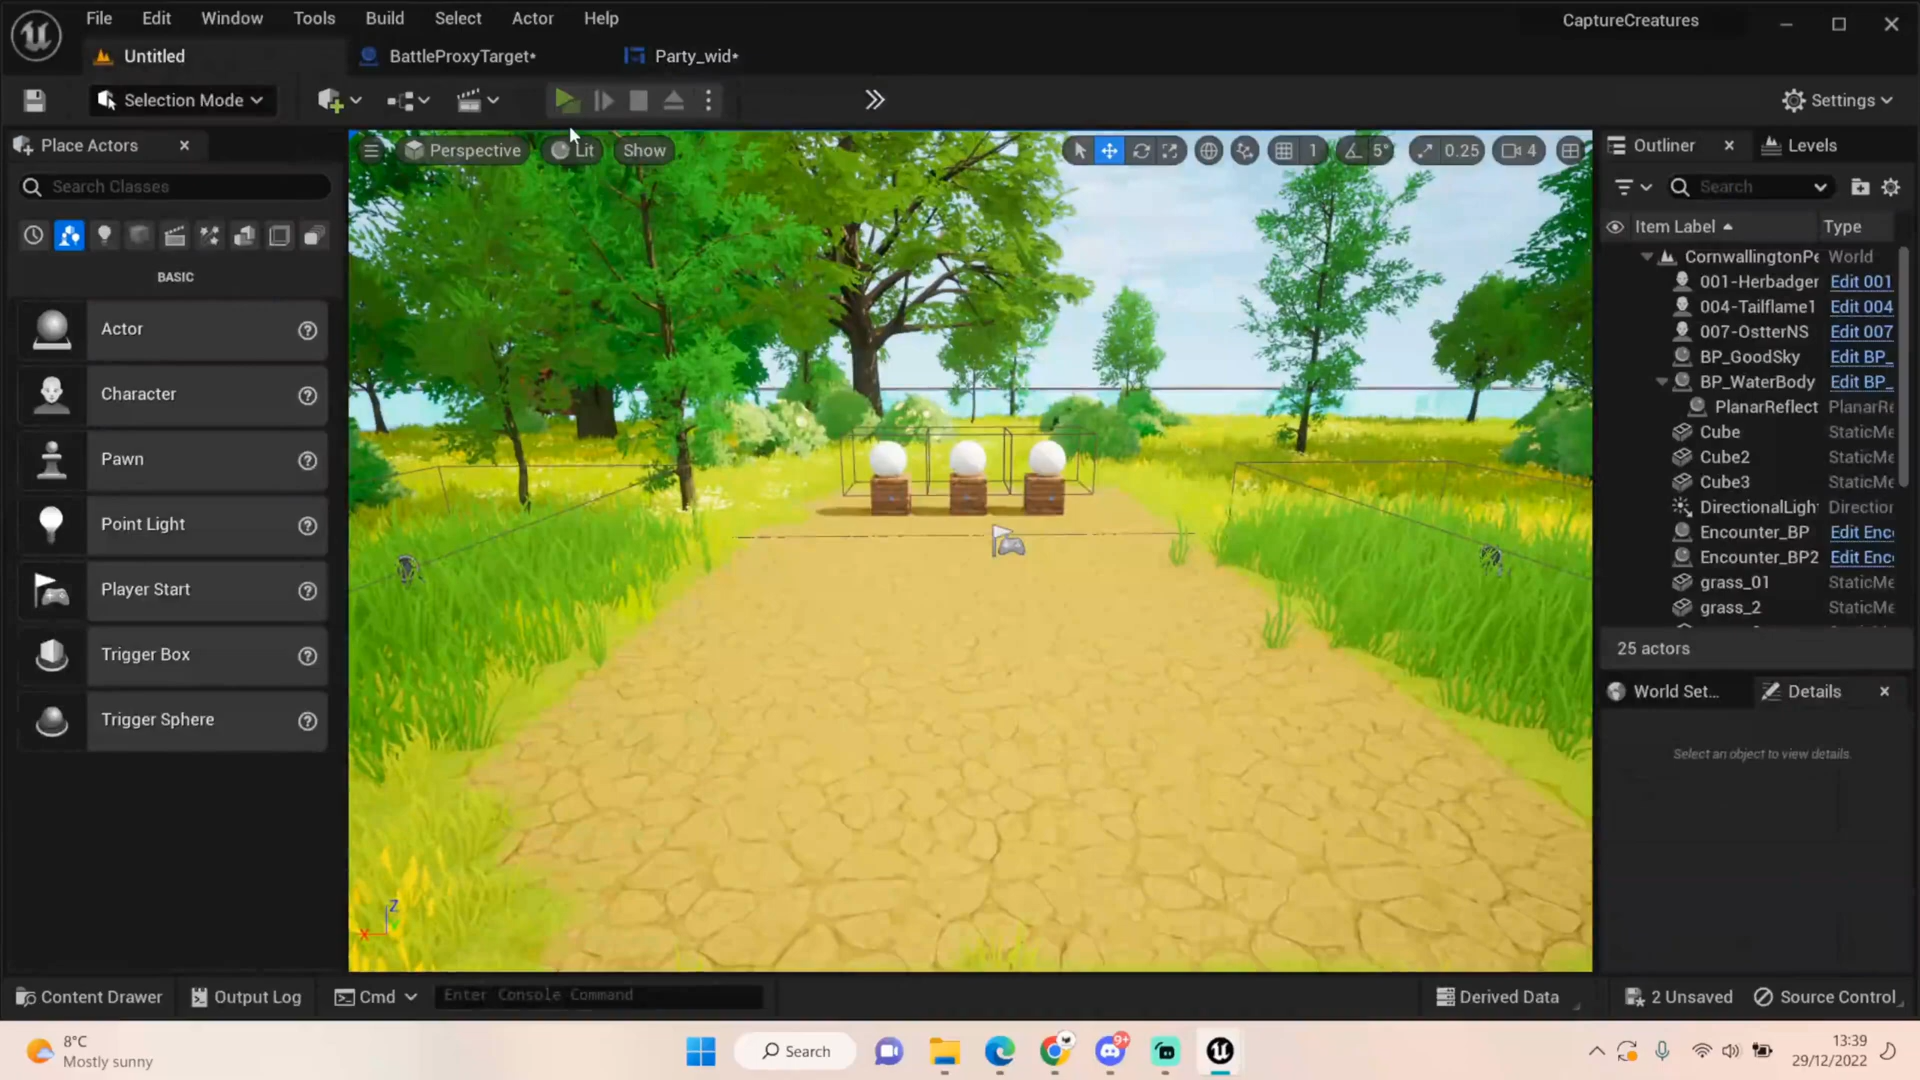 File Edit Window Tools Build Select Actor Help
CaptureCreatures
Untitled
BattleProxyTarget*
Party_wid*
Selection Mode
Settings
Place Actors
Perspective
Lit
Show
1
5°
0.25
4
Outliner
Levels
Search Classes
Search
Item Label
Type
BASIC
CornwallingtonPe World
001-Herbadger Edit 001
004-Tailflame1 Edit 004
007-OstterNS Edit 007
BP_GoodSky Edit BP_
BP_WaterBody Edit BP_
PlanarReflect PlanarRe
Cube StaticMe
Cube2 StaticMe
Cube3 StaticMe
DirectionalLigh Direction
Encounter_BP Edit Enc
Encounter_BP2 Edit Enc
grass_01 StaticMe
grass_2 StaticMe
25 actors
Actor
Character
Pawn
Point Light
Player Start
Trigger Box
Trigger Sphere
World Set...
Details
Select an object to view details.
Z
X
Content Drawer
Output Log
Cmd
Enter Console Command
Derived Data
2 Unsaved
Source Control
8°C
Mostly sunny
Search
9+
13:39
29/12/2022